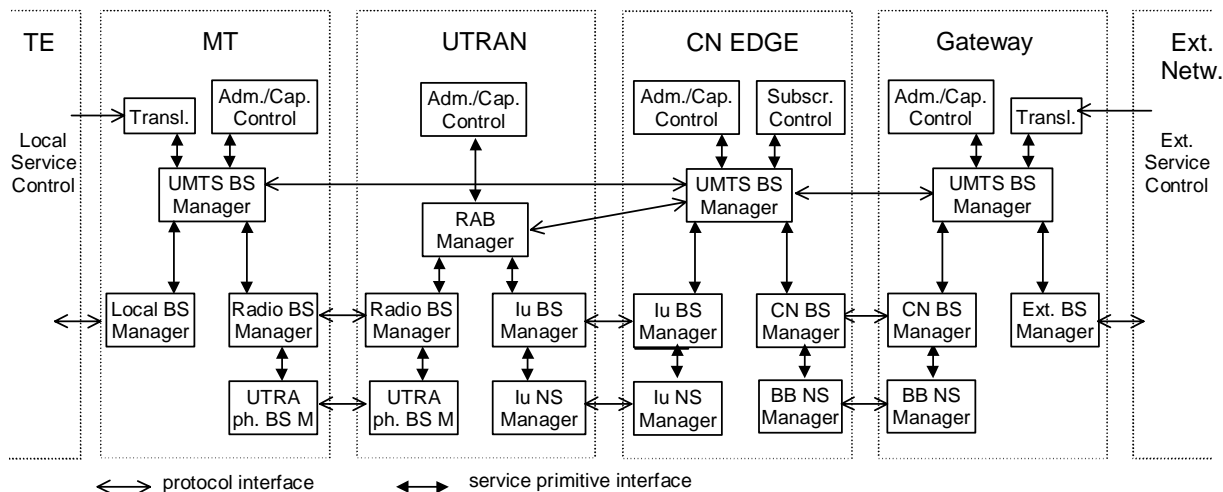 TE
MT
UTRAN
CN EDGE
Gateway
Ext.
Netw.
Transl.
Adm./Cap.
Control
Adm./Cap.
Control
Adm./Cap.
Control
Subscr.
Control
Adm./Cap.
Control
Transl.
Local
Service
Control
Ext.
Service
Control
UMTS BS
Manager
RAB
Manager
UMTS BS
Manager
UMTS BS
Manager
Local BS
Manager
Radio BS
Manager
Radio BS
Manager
Iu BS
Manager
Iu BS
Manager
CN BS
Manager
CN BS
Manager
Ext. BS
Manager
UTRA
ph. BS M
UTRA
ph. BS M
Iu NS
Manager
Iu NS
Manager
BB NS
Manager
BB NS
Manager
protocol interface
service primitive interface